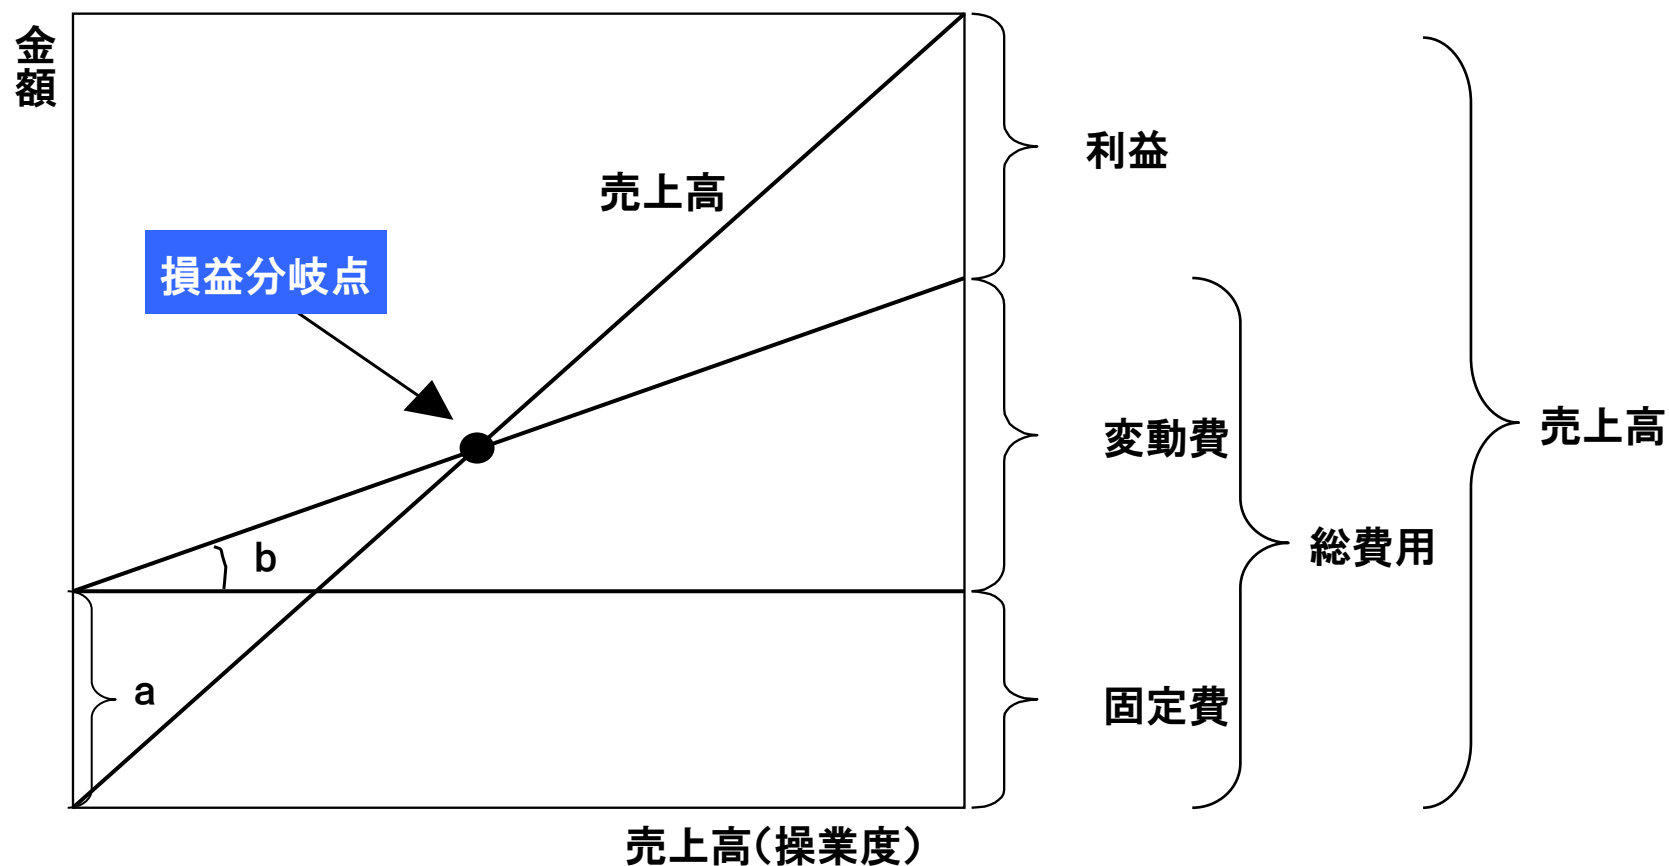 金額
売上高
損益分岐点
b
a
利益
変動費
固定費
総費用
売上高
売上高(操業度)